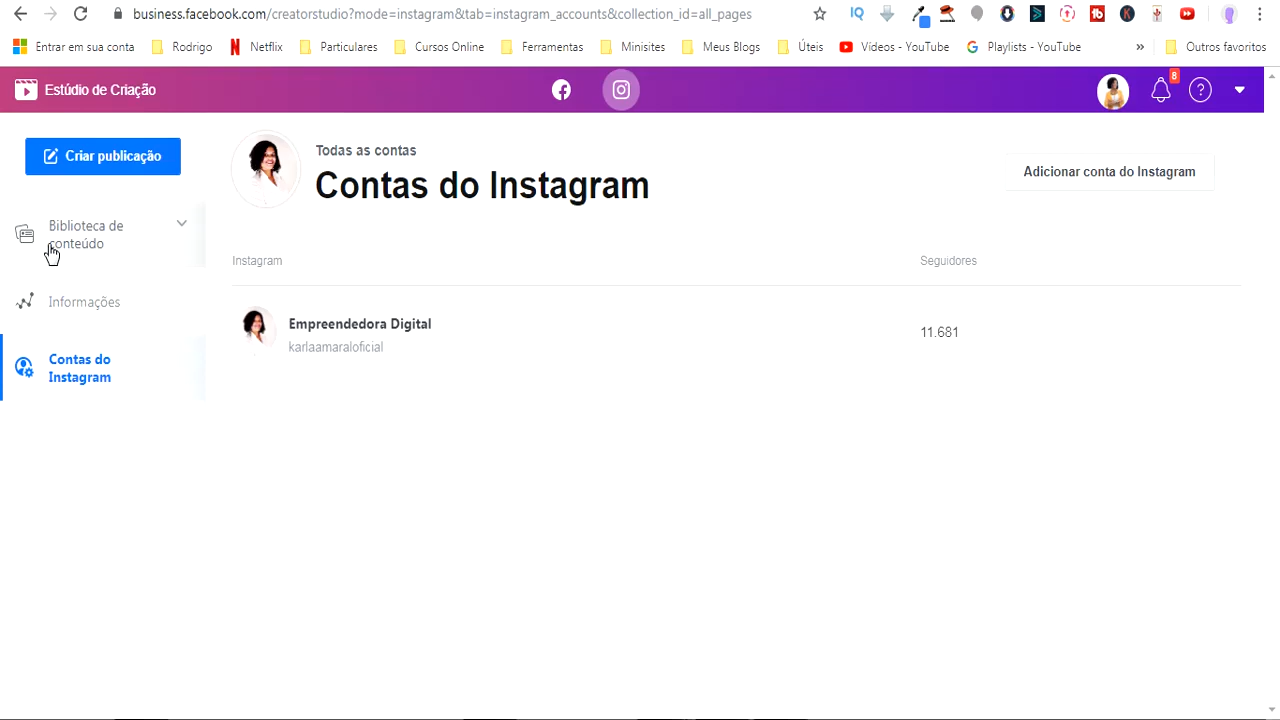 business.facebook.com/creatorstudio?mode=instagram&tab=instagram_accounts&collection_id=all_pages
IQ
tb
K
Entrar em sua conta
Rodrigo
Netflix
Particulares
Cursos Online
Ferramentas
Minisites
Meus Blogs
Úteis
Vídeos - YouTube
Playlists - YouTube
»
Outros favoritos
Estúdio de Criação
8
?
Criar publicação
Todas as contas
Contas do Instagram
Adicionar conta do Instagram
Biblioteca de
conteúdo
Instagram
Seguidores
Informações
Empreendedora Digital
karlaamaraloficial
11.681
Contas do
Instagram